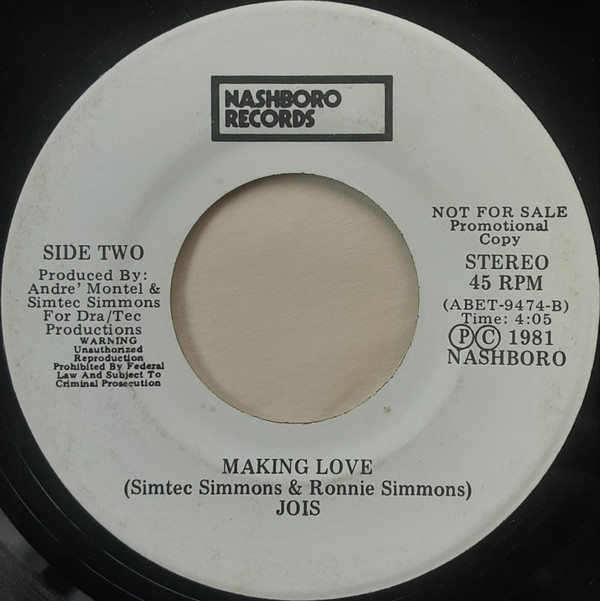 NASHBORO
RECORDS
SIDE TWO
Produced By:
Andre' Montel &
Simtec Simmons
For Dra/Tec
Productions
WARNING
Unauthorized
Reproduction
Prohibited By Federal
Law And Subject To
Criminal Prosecution
NOT FOR SALE
Promotional
Copy
STEREO
45 RPM
(ABET-9474-B)
Time: 4:05
Ⓟ© 1981
NASHBORO
MAKING LOVE
(Simtec Simmons & Ronnie Simmons)
JOIS